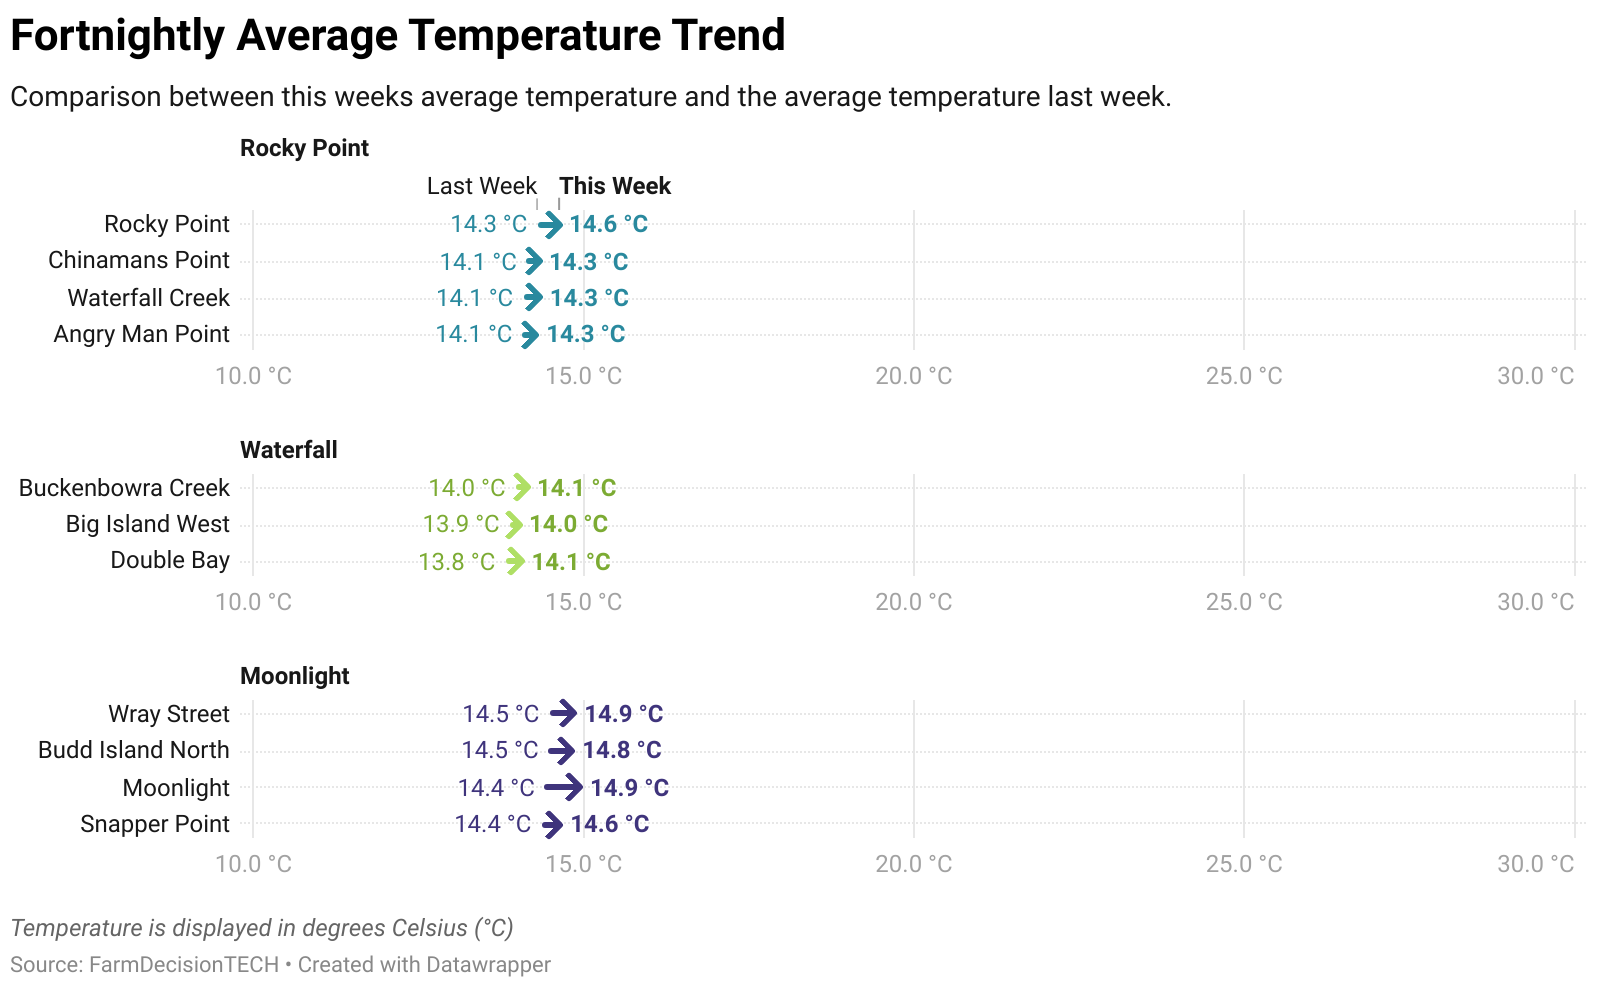 Fortnightly Average Temperature Trend
Comparison between this weeks average temperature and the average temperature last week.
Rocky Point
Last Week This Week
Rocky Point 14.3 °C 14.6 °C
Chinamans Point 14.1 °C 14.3 °C
Waterfall Creek 14.1 °C 14.3 °C
Angry Man Point 14.1 °C 14.3 °C
10.0 °C 15.0 °C 20.0 °C 25.0 °C 30.0 °C
Waterfall
Buckenbowra Creek 14.0 °C 14.1 °C
Big Island West 13.9 °C 14.0 °C
Double Bay 13.8 °C 14.1 °C
10.0 °C 15.0 °C 20.0 °C 25.0 °C 30.0 °C
Moonlight
Wray Street 14.5 °C 14.9 °C
Budd Island North 14.5 °C 14.8 °C
Moonlight 14.4 °C 14.9 °C
Snapper Point 14.4 °C 14.6 °C
10.0 °C 15.0 °C 20.0 °C 25.0 °C 30.0 °C
Temperature is displayed in degrees Celsius (°C)
Source: FarmDecisionTECH • Created with Datawrapper